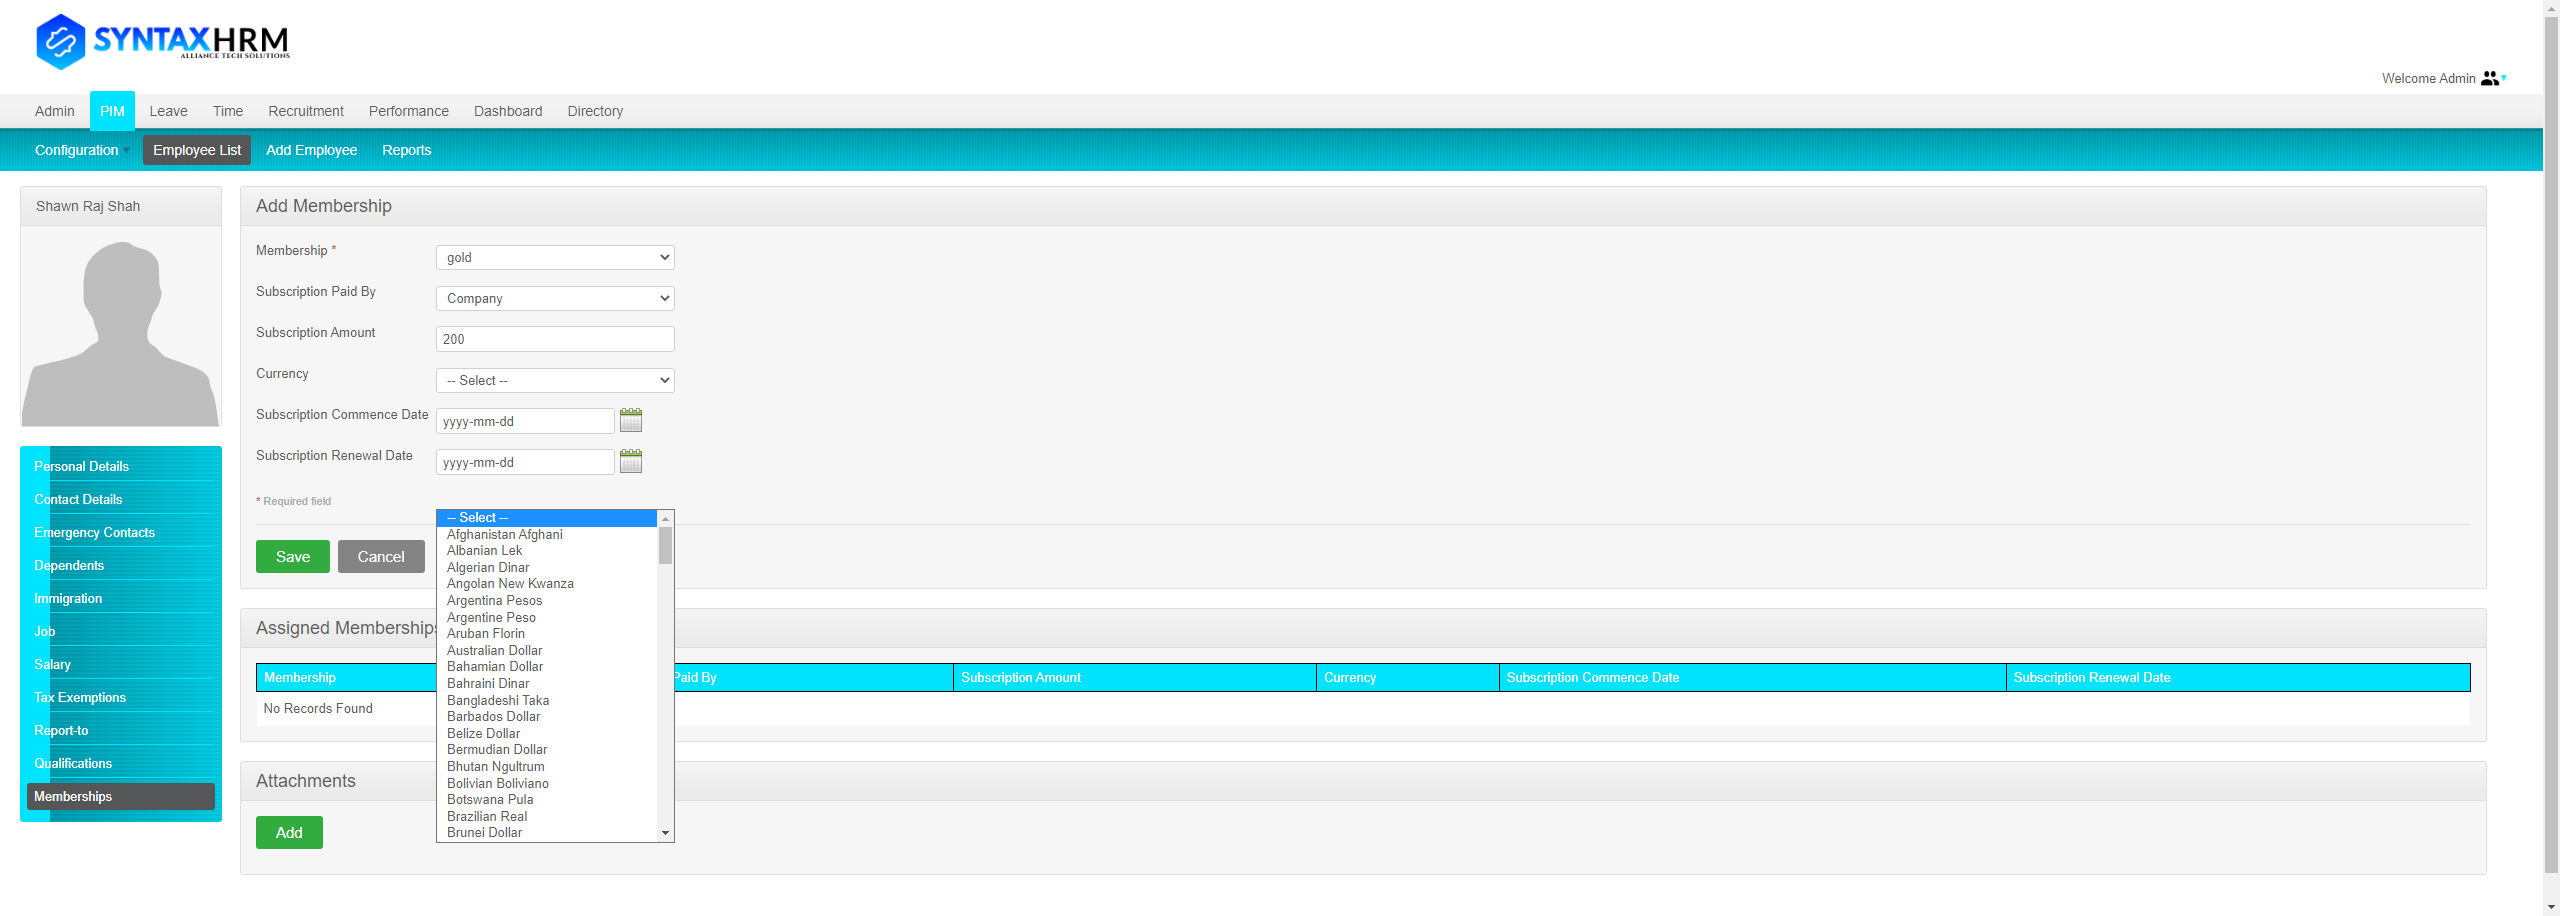 SYNTAXHRM
ALLIANCE TECH SOLUTIONS
Welcome Admin
Admin PIM Leave Time Recruitment Performance Dashboard Directory
Configuration Employee List Add Employee Reports
Shawn Raj Shah
Personal Details
Contact Details
Emergency Contacts
Dependents
Immigration
Job
Salary
Tax Exemptions
Report-to
Qualifications
Memberships
Add Membership
Membership * gold
Subscription Paid By Company
Subscription Amount 200
Currency -- Select --
Subscription Commence Date yyyy-mm-dd
Subscription Renewal Date yyyy-mm-dd
* Required field
Save Cancel
-- Select --
Afghanistan Afghani
Albanian Lek
Algerian Dinar
Angolan New Kwanza
Argentina Pesos
Argentine Peso
Aruban Florin
Australian Dollar
Bahamian Dollar
Bahraini Dinar
Bangladeshi Taka
Barbados Dollar
Belize Dollar
Bermudian Dollar
Bhutan Ngultrum
Bolivian Boliviano
Botswana Pula
Brazilian Real
Brunei Dollar
Assigned Memberships
Membership Paid By Subscription Amount Currency Subscription Commence Date Subscription Renewal Date
No Records Found
Attachments
Add